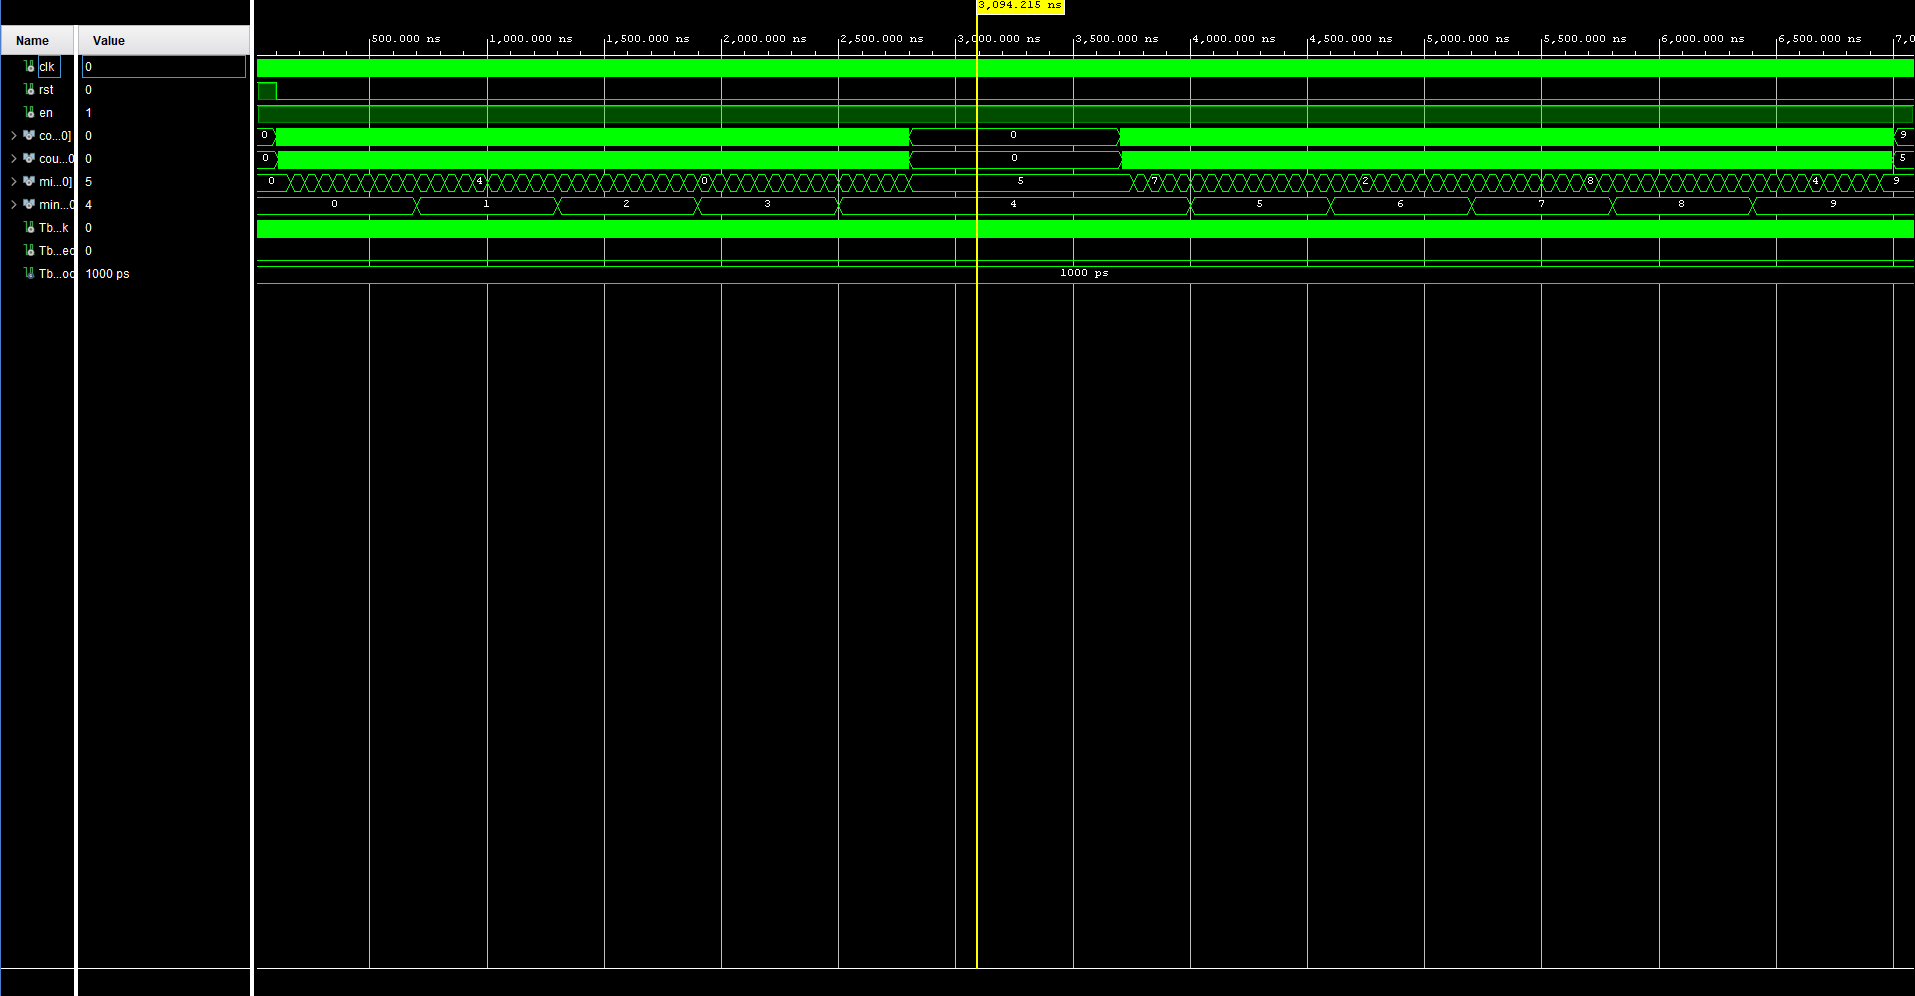 3,094.215 ns
Name Value
500.000 ns 1,000.000 ns 1,500.000 ns 2,000.000 ns 2,500.000 ns 3,000.000 ns 3,500.000 ns 4,000.000 ns 4,500.000 ns 5,000.000 ns 5,500.000 ns 6,000.000 ns 6,500.000 ns 7,0
clk 0
rst 0
en 1
co...0] 0 0 0 9
cou...0 0 0 0 5
mi...0] 5 0 4 0 5 7 2 8 4 9
min...0 4 0 1 2 3 4 5 6 7 8 9
Tb...k 0
Tb...ec 0
Tb...oc 1000 ps 1000 ps